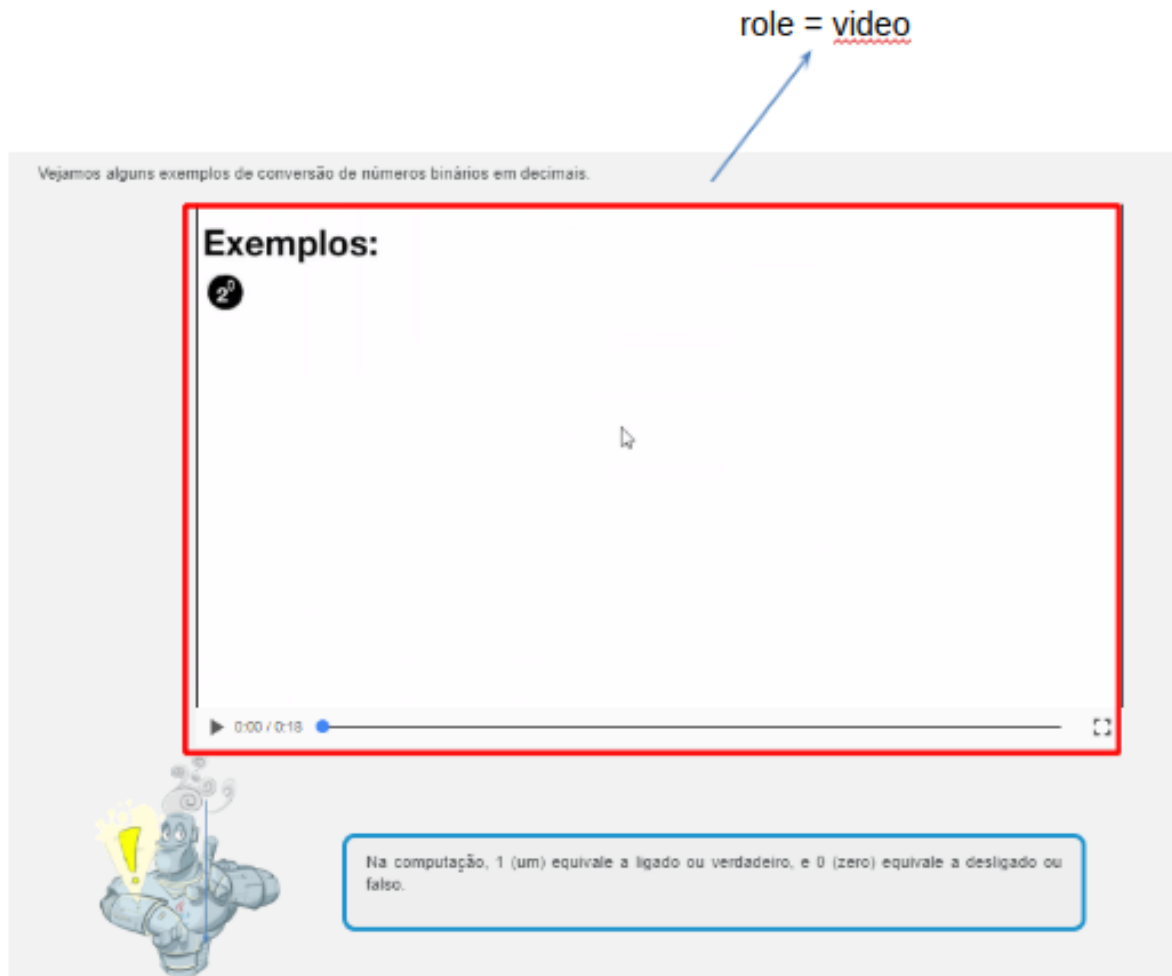 role = video
Vejamos alguns exemplos de conversão de números binários em decimais.
Exemplos:
2⁰
0:00 / 0:18
!
Na computação, 1 (um) equivale a ligado ou verdadeiro, e 0 (zero) equivale a desligado ou
falso.